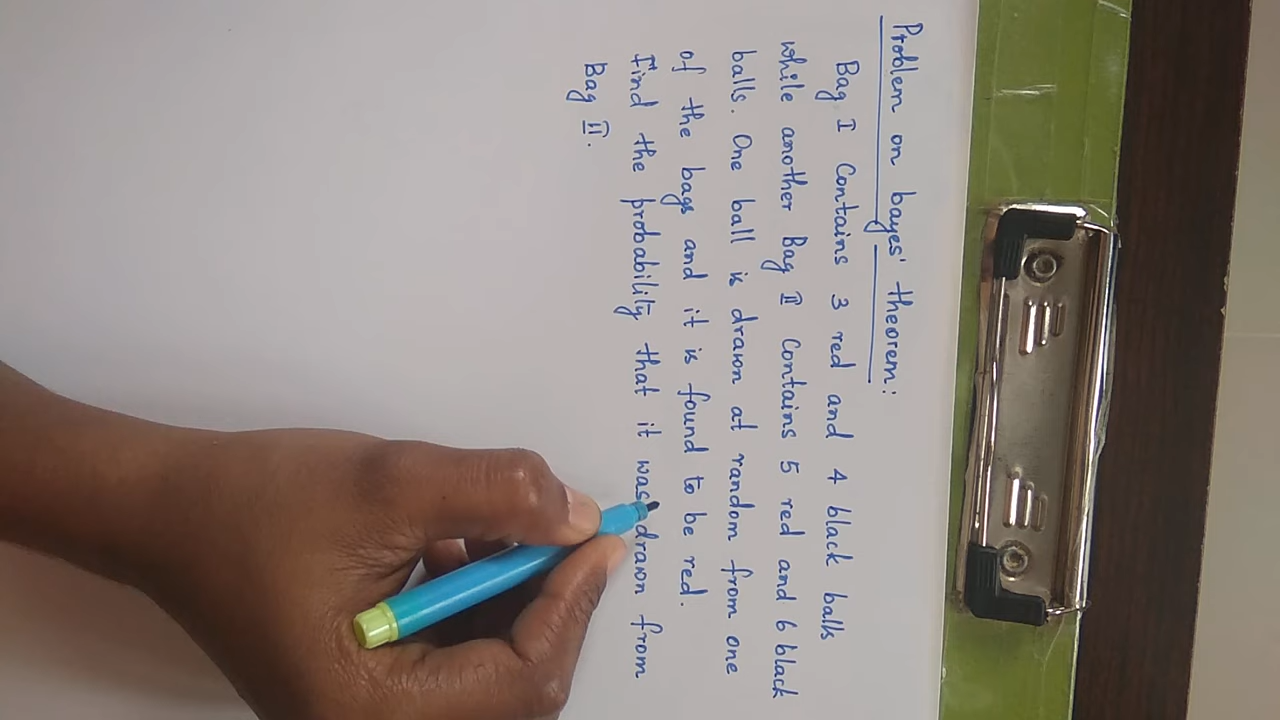 Problem on bayes' theorem:
Bag I Contains 3 red and 4 black balls
while another Bag II Contains 5 red and 6 black
balls. One ball is drawn at random from one
of the bags and it is found to be red.
Find the probability that it was drawn from
Bag II.